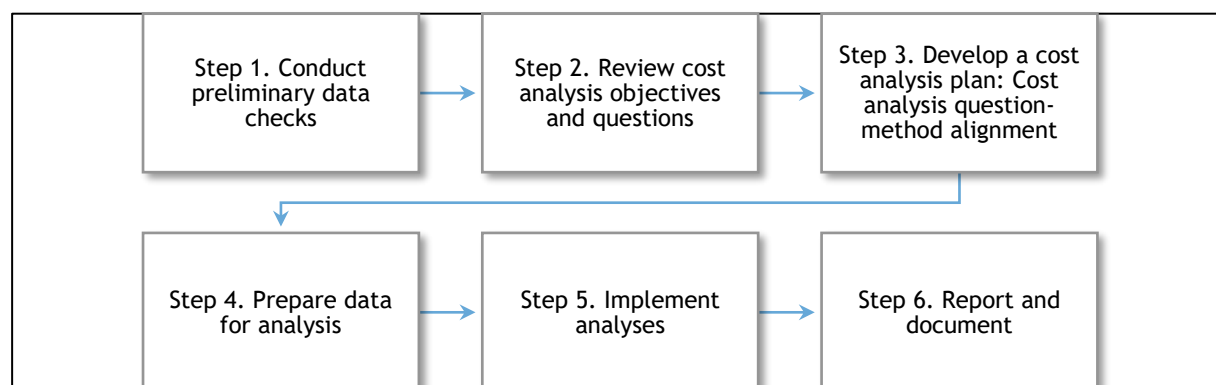 Step 1. Conduct
preliminary data
checks
Step 2. Review cost
analysis objectives
and questions
Step 3. Develop a cost
analysis plan: Cost
analysis question-
method alignment
Step 4. Prepare data
for analysis
Step 5. Implement
analyses
Step 6. Report and
document